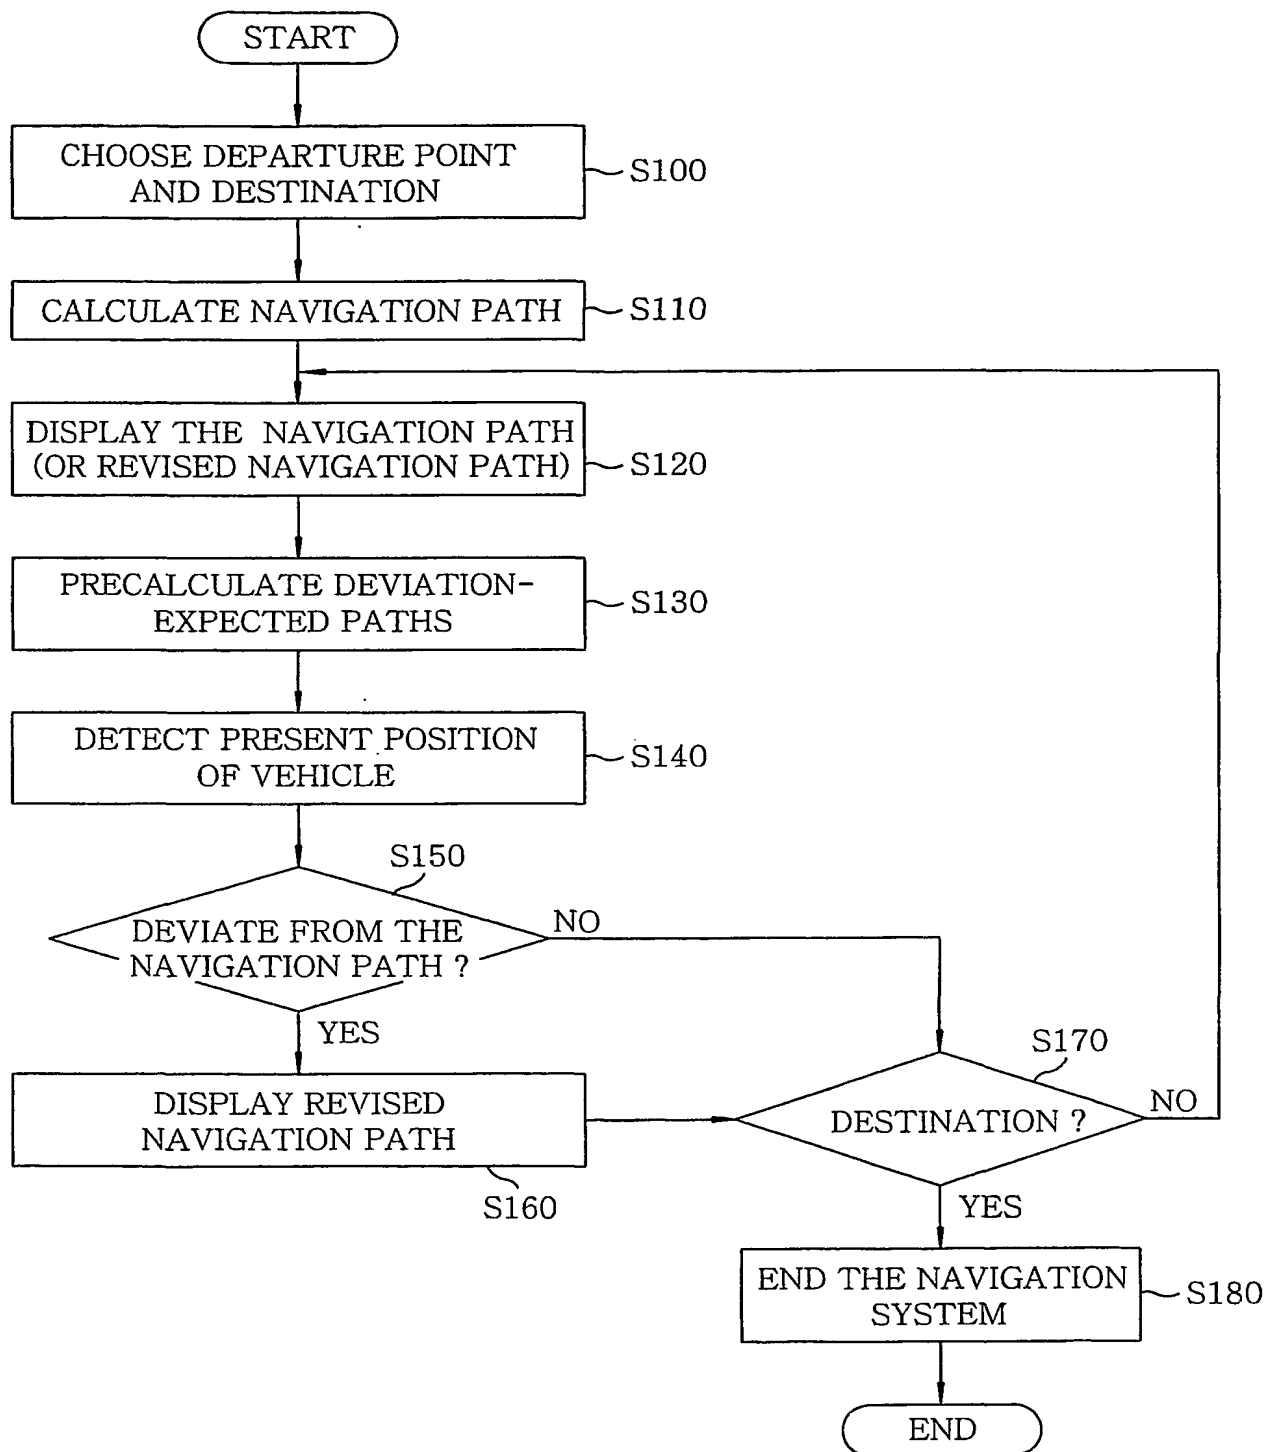 START
CHOOSE DEPARTURE POINT
AND DESTINATION
S100
CALCULATE NAVIGATION PATH
S110
DISPLAY THE NAVIGATION PATH
(OR REVISED NAVIGATION PATH)
S120
PRECALCULATE DEVIATION-
EXPECTED PATHS
S130
DETECT PRESENT POSITION
OF VEHICLE
S140
S150
DEVIATE FROM THE
NAVIGATION PATH ?
NO
YES
DISPLAY REVISED
NAVIGATION PATH
S160
S170
DESTINATION ?
NO
YES
END THE NAVIGATION
SYSTEM
S180
END